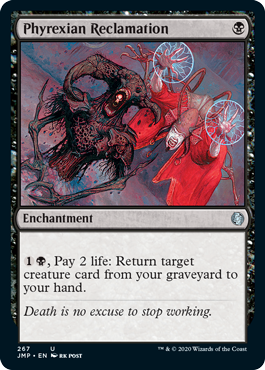 Phyrexian Reclamation
Enchantment
1, Pay 2 life: Return target
creature card from your graveyard to
your hand.
Death is no excuse to stop working.
267 U
JMP • EN RK POST
™ & © 2020 Wizards of the Coast